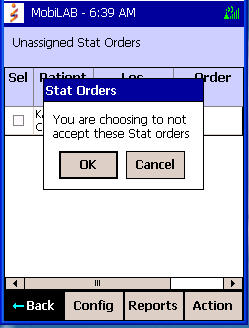 MobiLAB - 6:39 AM
Unassigned Stat Orders
Sel Patient Loc Order
Stat Orders
You are choosing to not
accept these Stat orders
OK Cancel
Back Config Reports Action